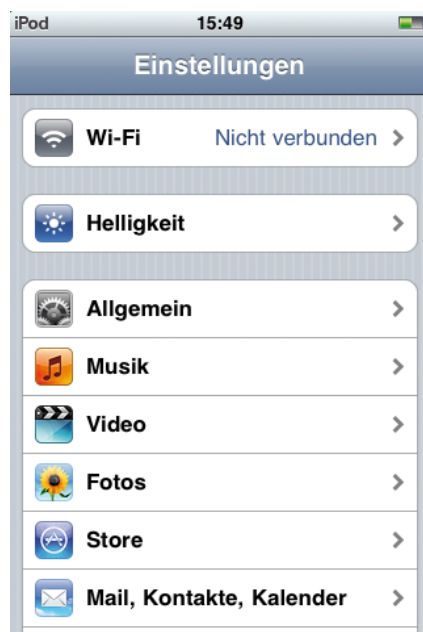 iPod 15:49
Einstellungen
Wi-Fi Nicht verbunden
Helligkeit
Allgemein
Musik
Video
Fotos
Store
Mail, Kontakte, Kalender